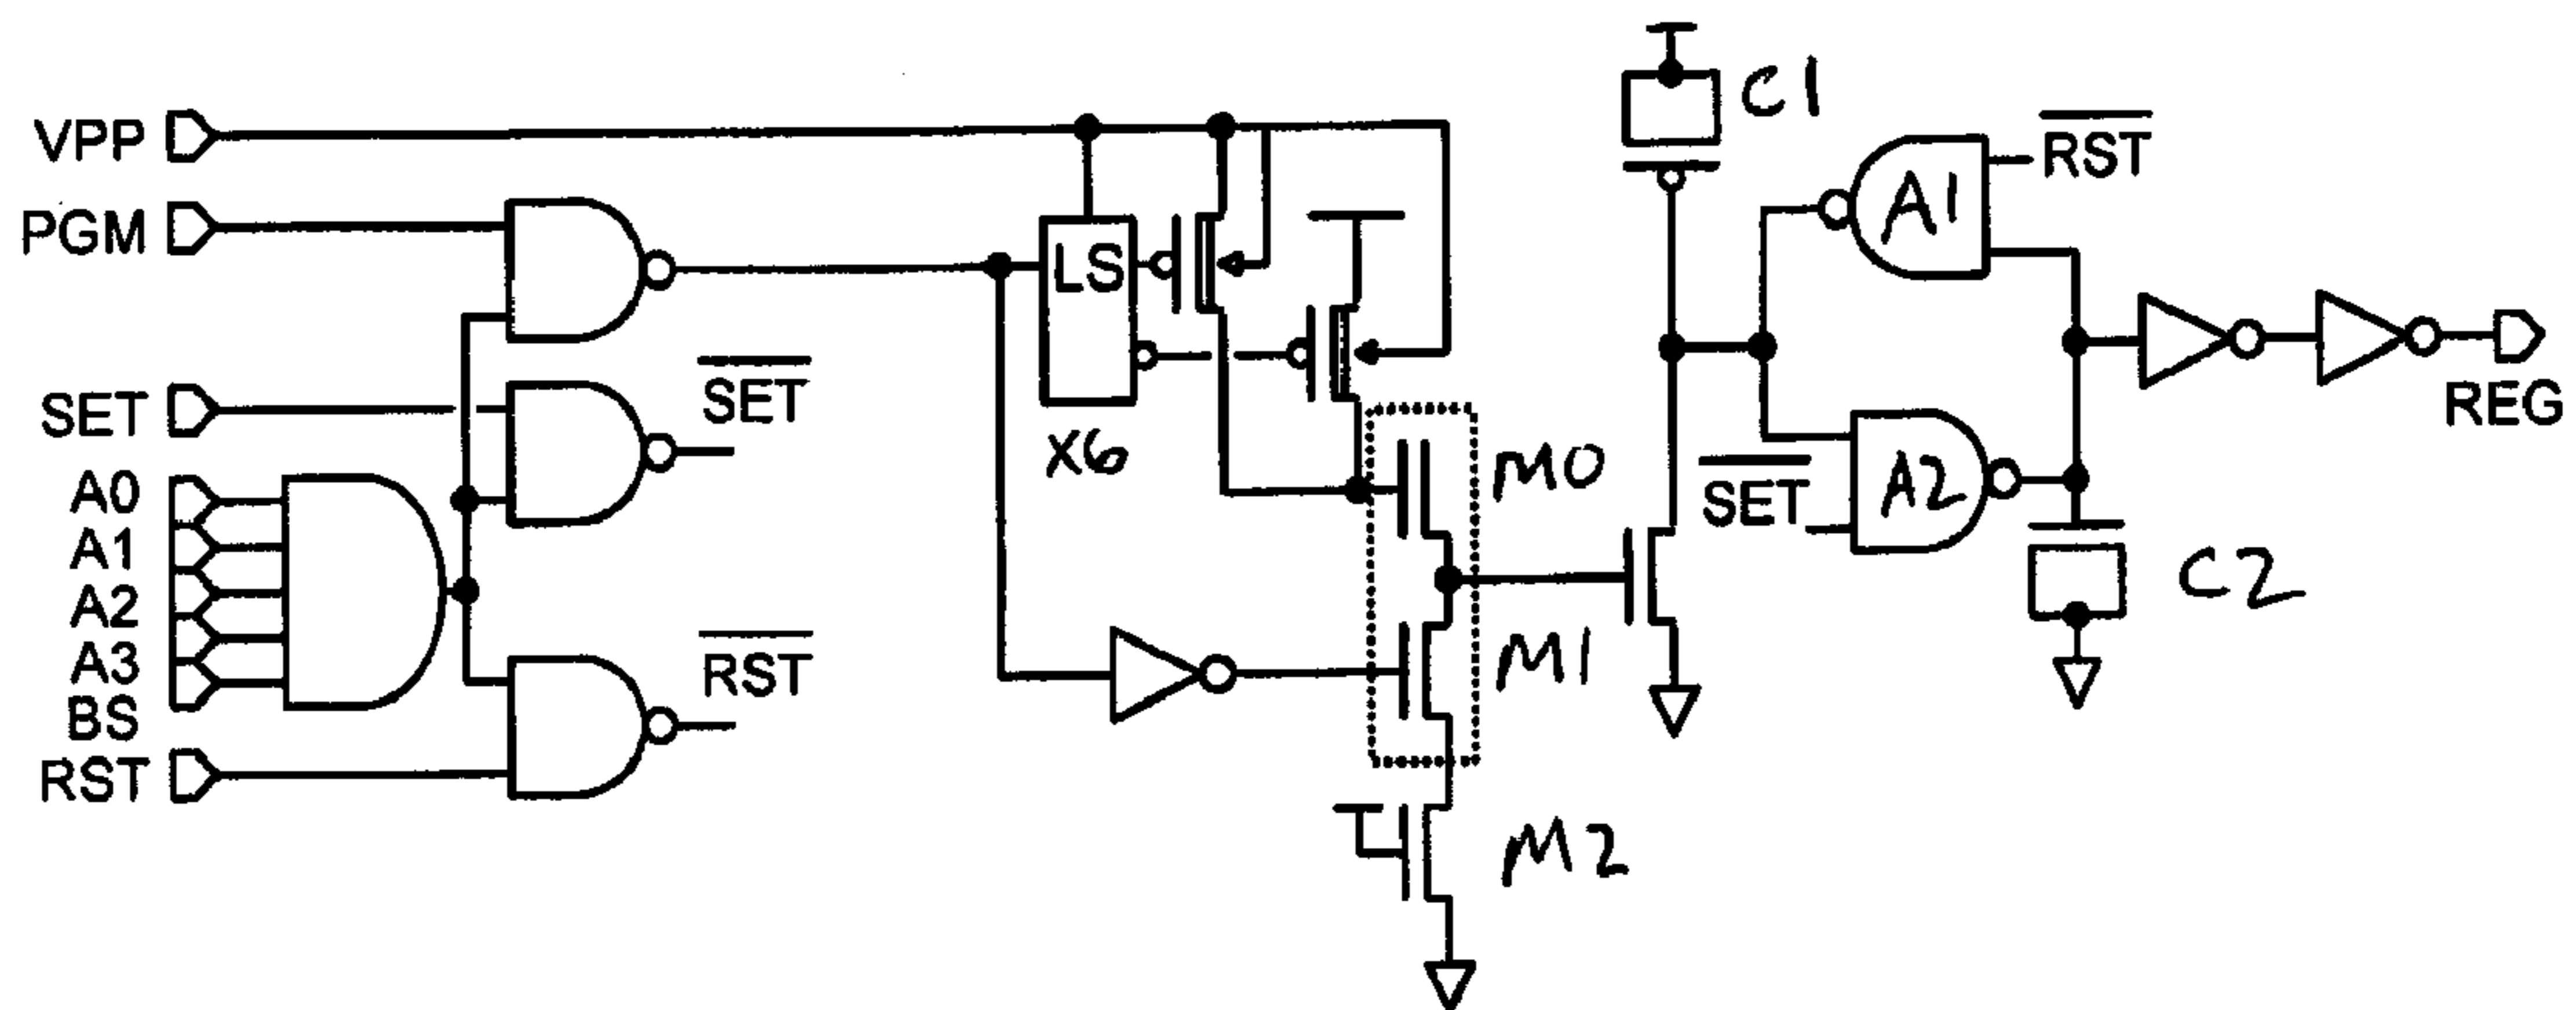 VPP
PGM
SET
A0
A1
A2
A3
BS
RST
SET
RST
LS
X6
M0
M1
M2
C1
A1
RST
A2
SET
C2
REG